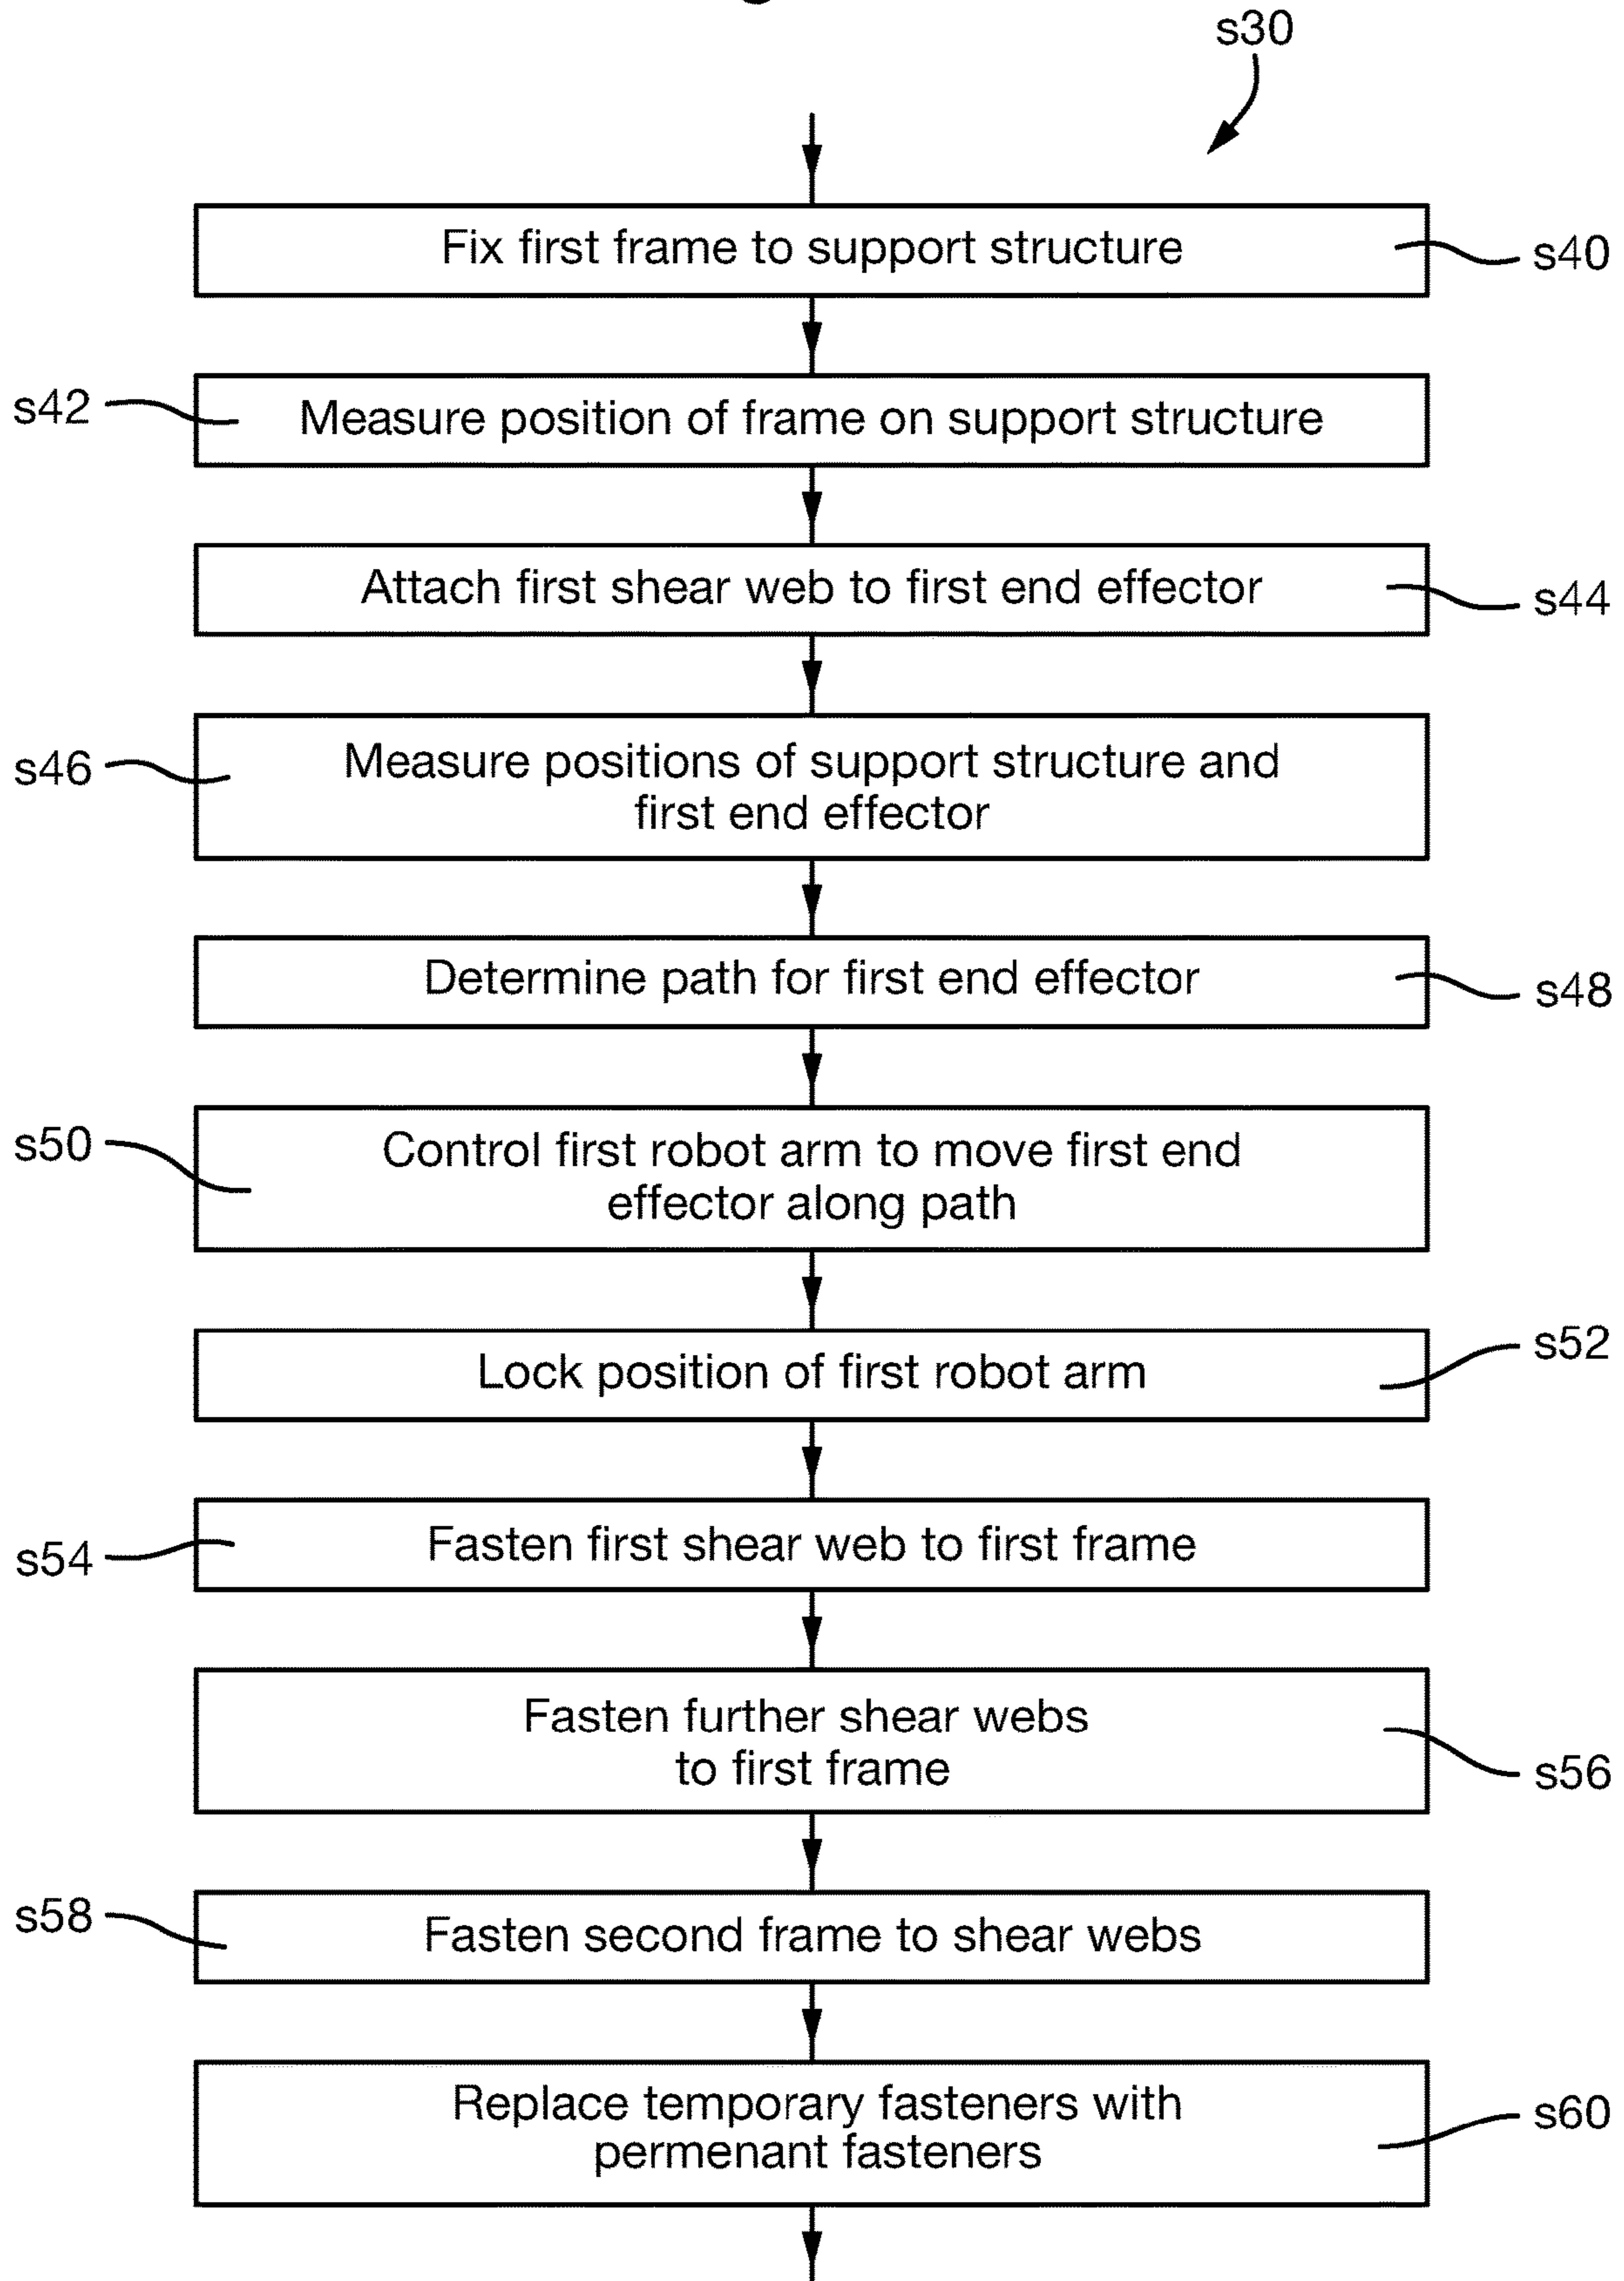 s30
Fix first frame to support structure
s40
s42
Measure position of frame on support structure
Attach first shear web to first end effector
s44
s46
Measure positions of support structure and
first end effector
Determine path for first end effector
s48
s50
Control first robot arm to move first end
effector along path
Lock position of first robot arm
s52
s54
Fasten first shear web to first frame
Fasten further shear webs
to first frame
s56
s58
Fasten second frame to shear webs
Replace temporary fasteners with
permenant fasteners
s60